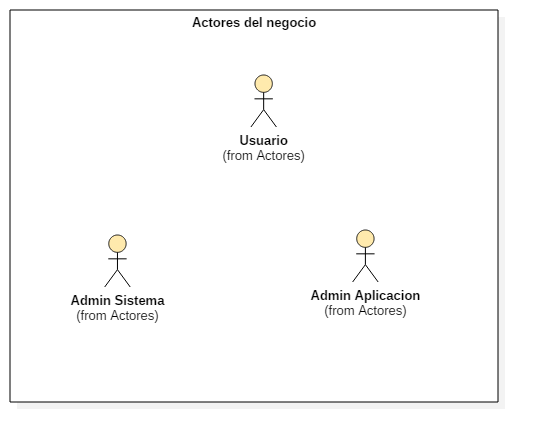 Actores del negocio
Usuario
(from Actores)
Admin Sistema
(from Actores)
Admin Aplicacion
(from Actores)